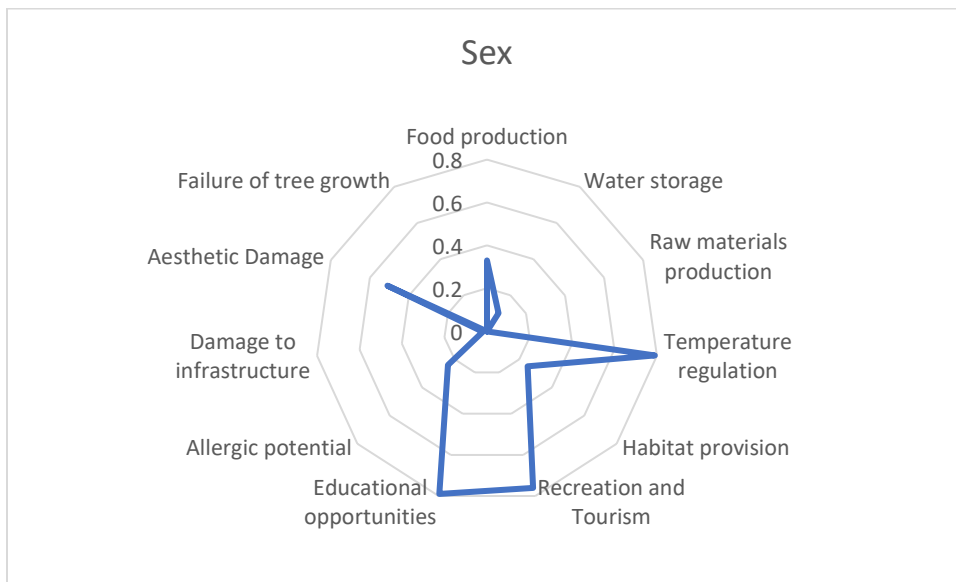 Sex
Food production
0.8
Failure of tree growth
Water storage
0.6
Aesthetic Damage
Raw materials
production
0.4
0.2
0
Damage to
infrastructure
Temperature
regulation
Allergic potential
Habitat provision
Educational
opportunities
Recreation and
Tourism